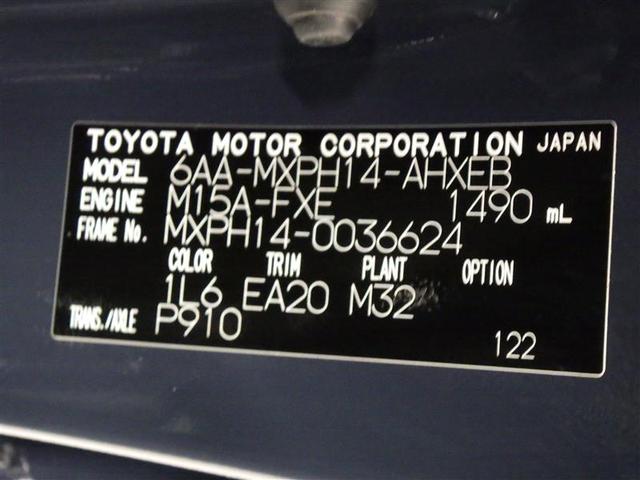 TOYOTA MOTOR CORPORATION JAPAN
MODEL 6AA-MXPH14-AHXEB
ENGINE M15A-FXE 1490 mL
FRAME No. MXPH14-0036624
COLOR TRIM PLANT OPTION
1L6 EA20 M32
TRANS./AXLE P910
122